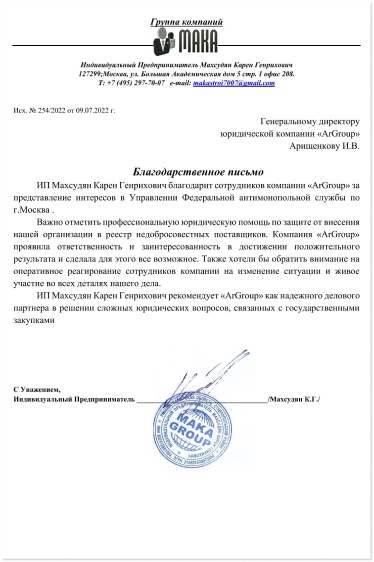 Группа компаний
МАКА
Индивидуальный Предприниматель Махсудян Карен Генрихович
127299;Москва, ул. Большая Академическая дом 5 стр. 1 офис 208.
Т: +7 (495) 297-70-07 e-mail: makastroi7007@gmail.com
Исх. № 254/2022 от 09.07.2022 г.
Генеральному директору
юридической компании «ArGroup»
Арищенкову И.В.
Благодарственное письмо
ИП Махсудян Карен Генрихович благодарит сотрудников компании «ArGroup» за
представление интересов в Управлении Федеральной антимонопольной службы по
г.Москва .
Важно отметить профессиональную юридическую помощь по защите от внесения
нашей организации в реестр недобросовестных поставщиков. Компания «ArGroup»
проявила ответственность и заинтересованность в достижении положительного
результата и сделала для этого все возможное. Также хотели бы обратить внимание на
оперативное реагирование сотрудников компании на изменение ситуации и живое
участие во всех деталях нашего дела.
ИП Махсудян Карен Генрихович рекомендует «ArGroup» как надежного делового
партнера в решении сложных юридических вопросов, связанных с государственными
закупками
С Уважением,
Индивидуальный Предприниматель /Махсудян К.Г./
MAKA
GROUP